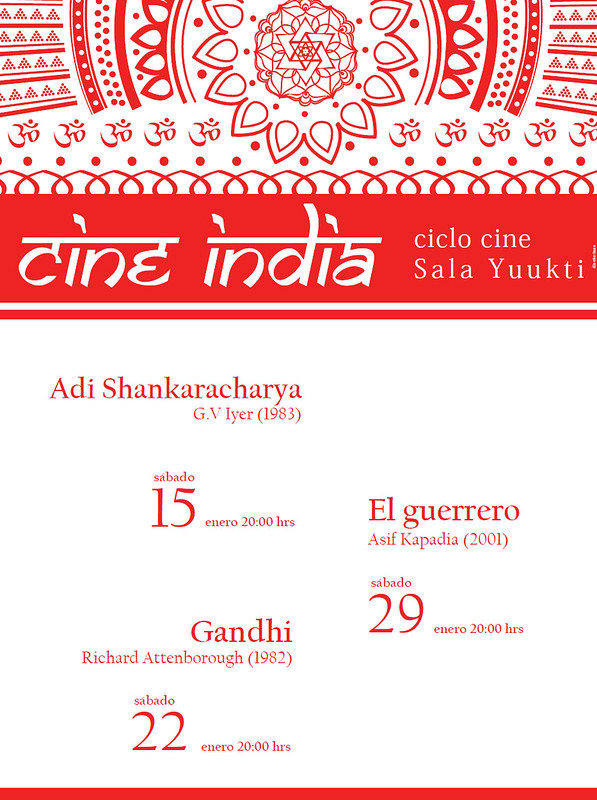 ॐ ॐ ॐ ॐ ॐ ॐ ॐ ॐ ॐ ॐ
cine india
ciclo cine
Sala Yuukti
Adi Shankaracharya
G.V Iyer (1983)
sábado
15 enero 20:00 hrs
El guerrero
Asif Kapadia (2001)
sábado
29 enero 20:00 hrs
Gandhi
Richard Attenborough (1982)
sábado
22 enero 20:00 hrs